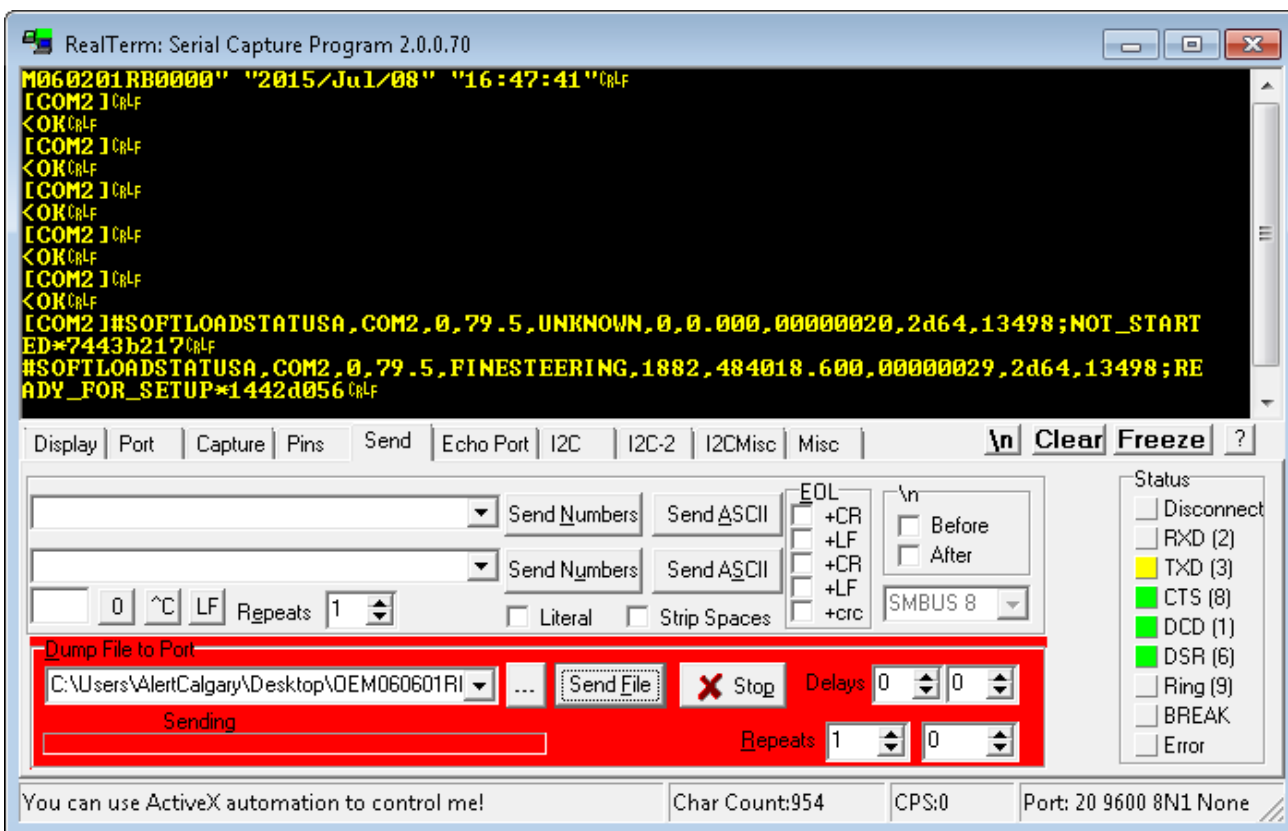 RealTerm: Serial Capture Program 2.0.0.70
M060201RB0000" "2015/Jul/08" "16:47:41"CRLF
[COM2]CRLF
<OKCRLF
[COM2]CRLF
<OKCRLF
[COM2]CRLF
<OKCRLF
[COM2]CRLF
<OKCRLF
[COM2]CRLF
<OKCRLF
[COM2]#SOFTLOADSTATUSA,COM2,0,79.5,UNKNOWN,0,0.000,00000020,2d64,13498;NOT_START
ED*7443b217CRLF
#SOFTLOADSTATUSA,COM2,0,79.5,FINESTEERING,1882,484018.600,00000029,2d64,13498;RE
ADY_FOR_SETUP*1442d056CRLF
Display Port Capture Pins Send Echo Port I2C I2C-2 I2CMisc Misc \n Clear Freeze ?
EOL
\n
Status
Send Numbers Send ASCII +CR Before Disconnect
+LF RXD (2)
Send Numbers Send ASCII +CR After TXD (3)
+LF
0 ^C LF Repeats 1 Literal Strip Spaces +crc SMBUS 8 CTS (8)
DCD (1)
Dump File to Port
C:\Users\AlertCalgary\Desktop\OEM060601RI ... Send File Stop Delays 0 0 DSR (6)
Ring (9)
Sending BREAK
Repeats 1 0 Error
You can use ActiveX automation to control me! Char Count:954 CPS:0 Port: 20 9600 8N1 None